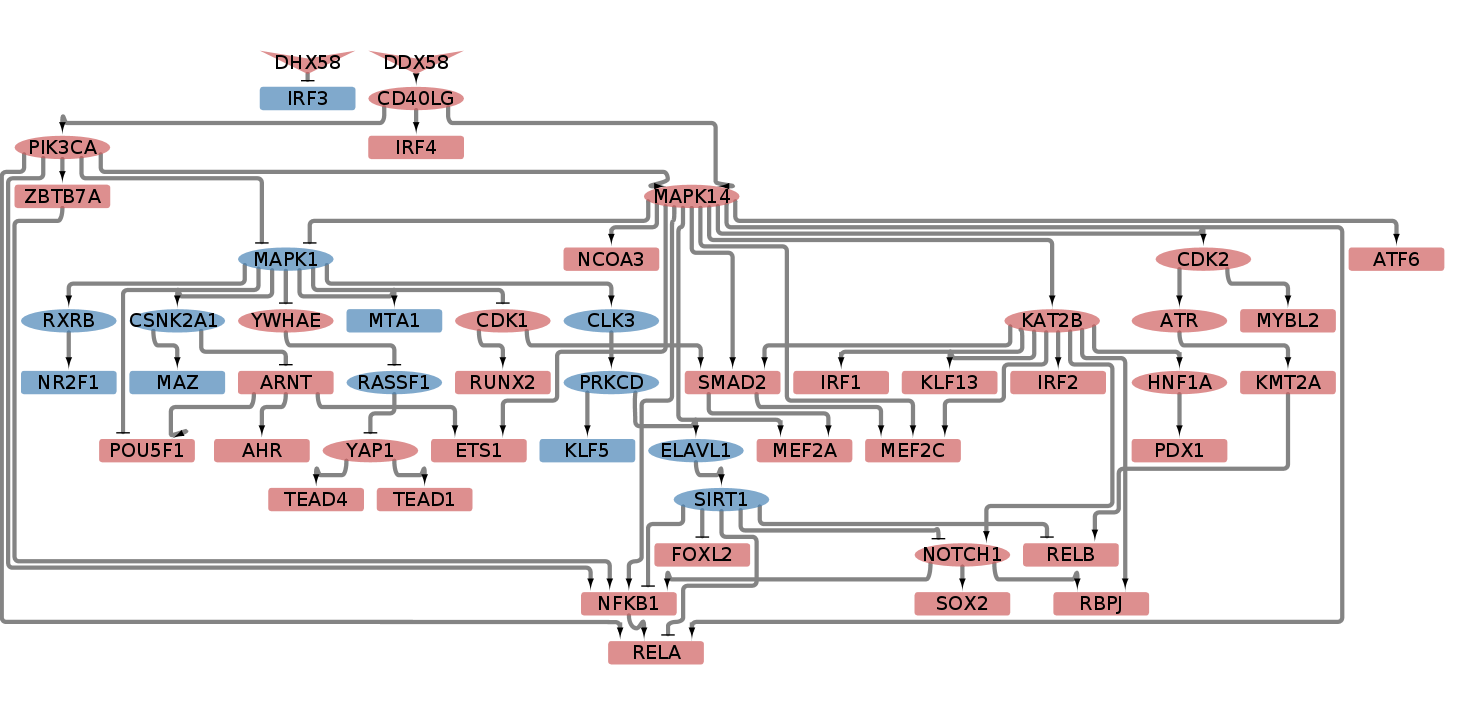 DHX58 DDX58
IRF3 CD40LG
PIK3CA IRF4
ZBTB7A MAPK14
MAPK1 NCOA3 CDK2 ATF6
RXRB CSNK2A1 YWHAE MTA1 CDK1 CLK3 KAT2B ATR MYBL2
NR2F1 MAZ ARNT RASSF1 RUNX2 PRKCD SMAD2 IRF1 KLF13 IRF2 HNF1A KMT2A
POU5F1 AHR YAP1 ETS1 KLF5 ELAVL1 MEF2A MEF2C PDX1
TEAD4 TEAD1 SIRT1
FOXL2 NOTCH1 RELB
NFKB1 SOX2 RBPJ
RELA